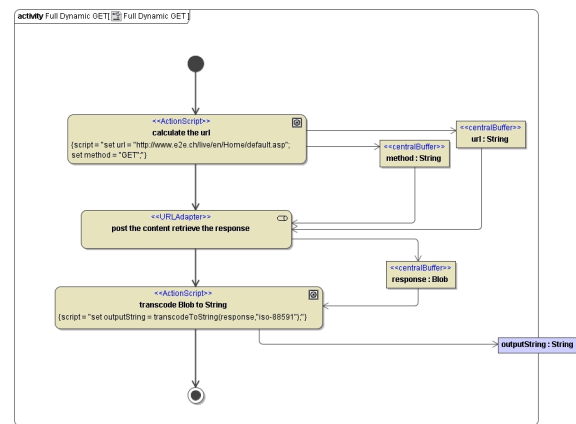 activity Full Dynamic GET[ Full Dynamic GET ]
<<ActionScript>>
calculate the url
{script = "set url = "http://www.e2e.ch/live/en/Home/default.asp";
set method = "GET";"}
<<centralBuffer>>
url : String
<<centralBuffer>>
method : String
<<URLAdapter>>
post the content retrieve the response
<<centralBuffer>>
response : Blob
<<ActionScript>>
transcode Blob to String
{script = "set outputString = transcodeToString(response,"iso-88591");"}
outputString : String